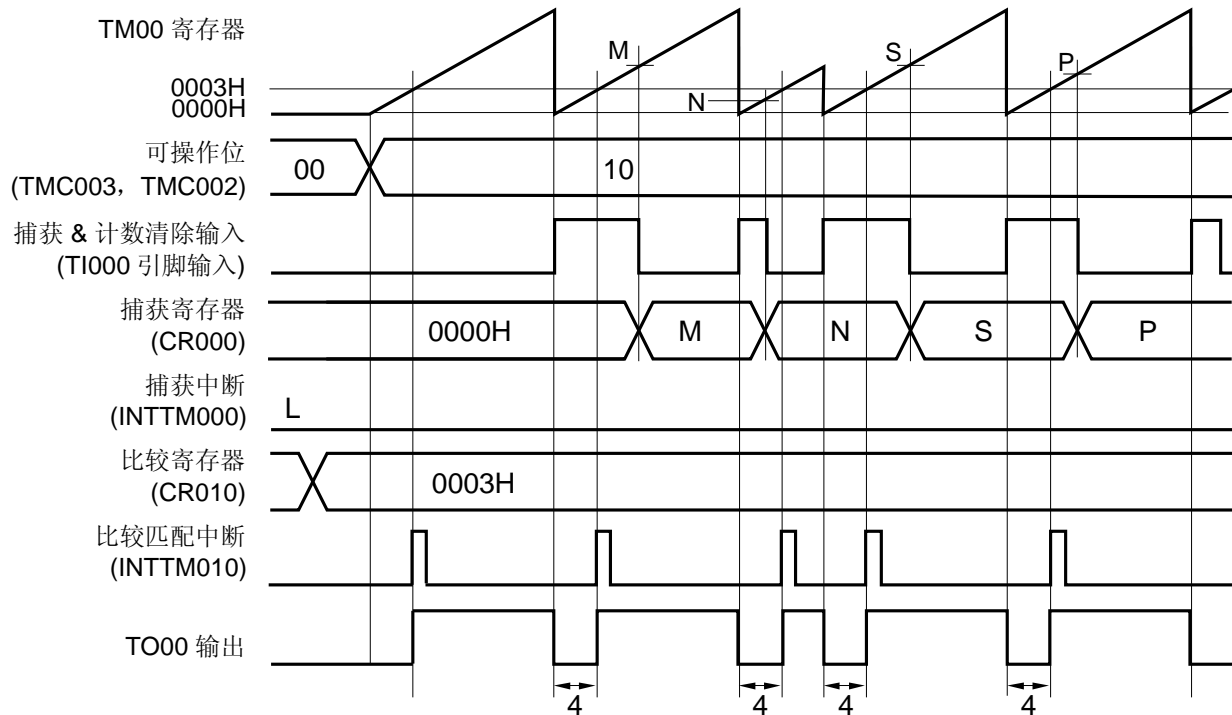 TM00 寄存器
M
S
P
0003H
N
0000H
可操作位
(TMC003，TMC002)
00
10
捕获 & 计数清除输入
(TI000 引脚输入)
捕获寄存器
(CR000)
0000H
M
N
S
P
捕获中断
(INTTM000)
L
比较寄存器
(CR010)
0003H
比较匹配中断
(INTTM010)
TO00 输出
4
4
4
4